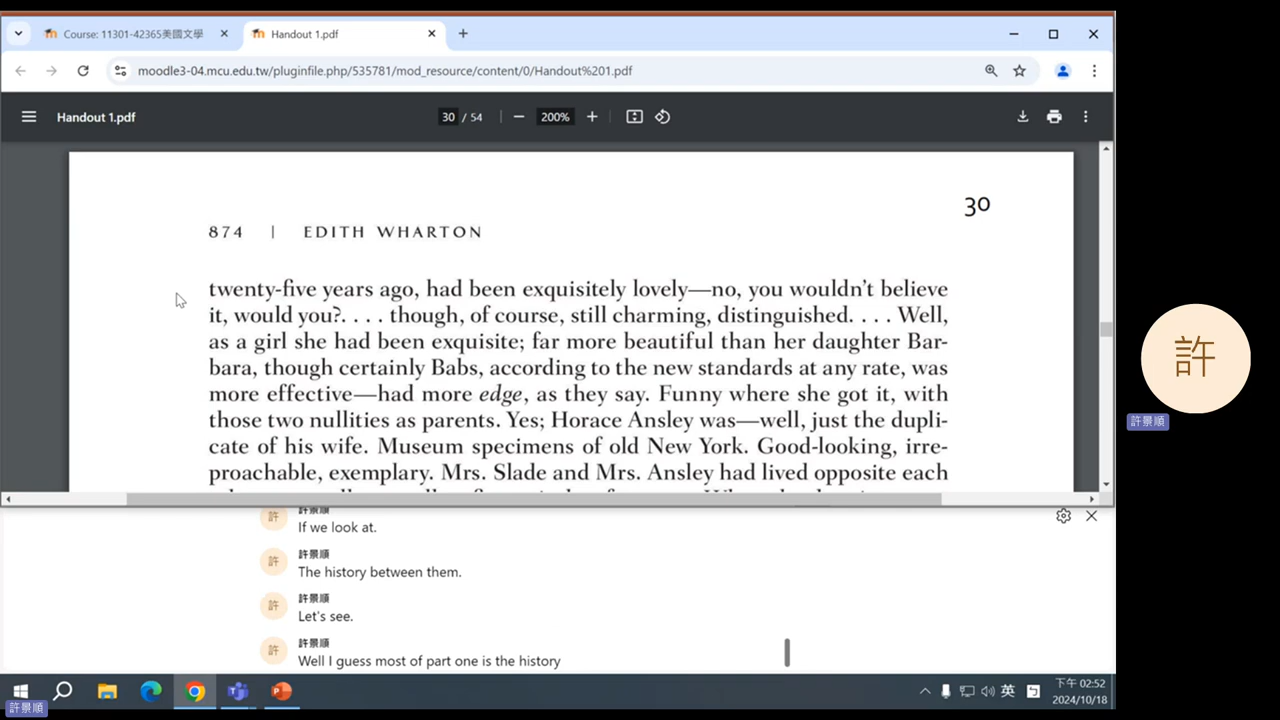 Course: 11301-42365美國文學
Handout 1.pdf
moodle3-04.mcu.edu.tw/pluginfile.php/535781/mod_resource/content/0/Handout%201.pdf
Handout 1.pdf
30 / 54
200%
30
874 | EDITH WHARTON
twenty-five years ago, had been exquisitely lovely—no, you wouldn't believe
it, would you?. . . . though, of course, still charming, distinguished. . . . Well,
as a girl she had been exquisite; far more beautiful than her daughter Bar-
bara, though certainly Babs, according to the new standards at any rate, was
more effective—had more edge, as they say. Funny where she got it, with
those two nullities as parents. Yes; Horace Ansley was—well, just the dupli-
cate of his wife. Museum specimens of old New York. Good-looking, irre-
proachable, exemplary. Mrs. Slade and Mrs. Ansley had lived opposite each
許 許景順
If we look at.
許 許景順
The history between them.
許 許景順
Let's see.
許 許景順
Well I guess most of part one is the history
許
許景順
英
下午 02:52
2024/10/18
許景順